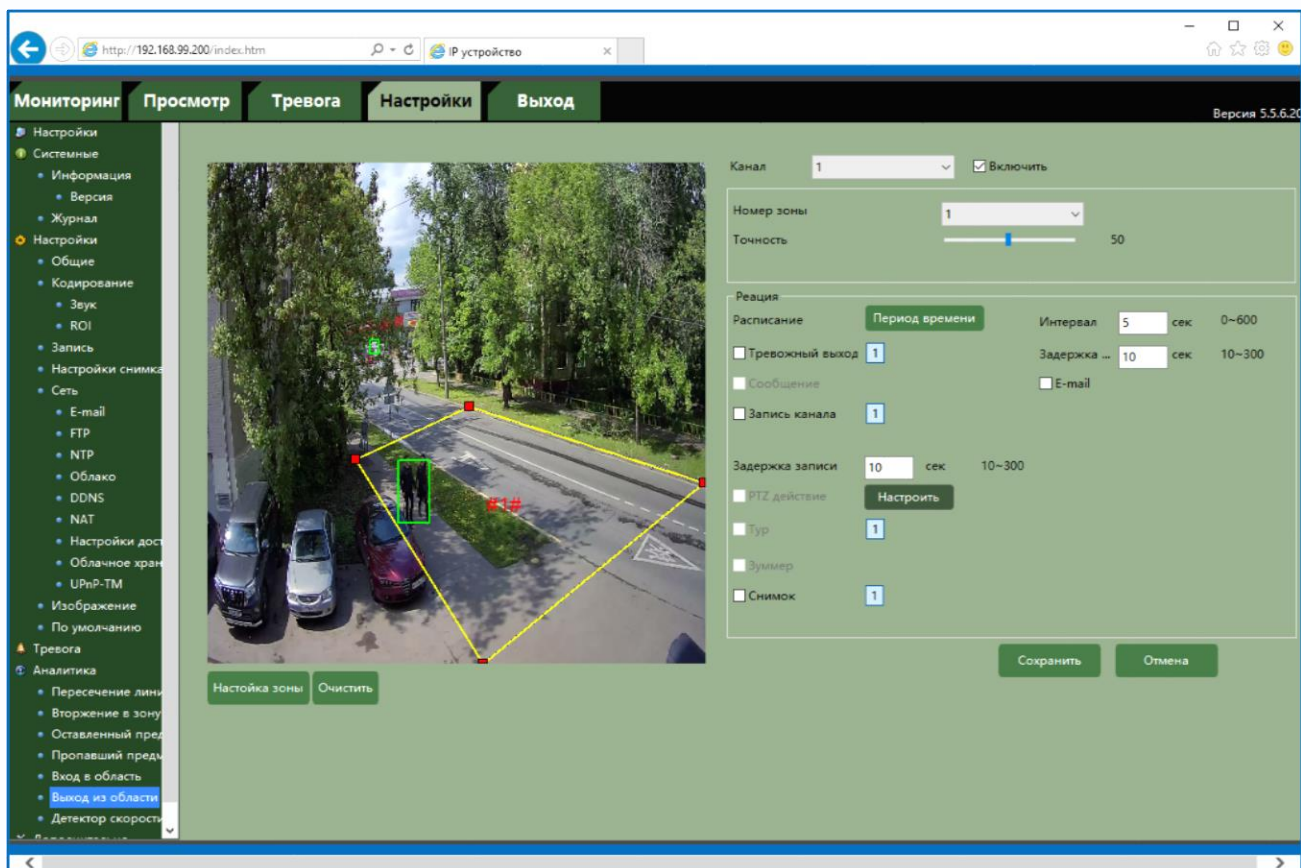 http://192.168.99.200/index.htm
IP устройство
Мониторинг Просмотр Тревога Настройки Выход
Версия 5.5.6.20
Настройки
Системные
Информация
Версия
Журнал
Настройки
Общие
Кодирование
Звук
ROI
Запись
Настройки снимка
Сеть
E-mail
FTP
NTP
Облако
DDNS
NAT
Настройки дост
Облачное хран
UPnP-TM
Изображение
По умолчанию
Тревога
Аналитика
Пересечение лини
Вторжение в зону
Оставленный пред
Пропавший предм
Вход в область
Выход из области
Детектор скорости
#1#
Настойка зоны Очистить
Канал 1 Включить
Номер зоны 1
Точность 50
Реация
Расписание Период времени Интервал 5 сек 0~600
Тревожный выход 1 Задержка ... 10 сек 10~300
Сообщение E-mail
Запись канала 1
Задержка записи 10 сек 10~300
PTZ действие Настроить
Тур 1
Зуммер
Снимок 1
Сохранить Отмена